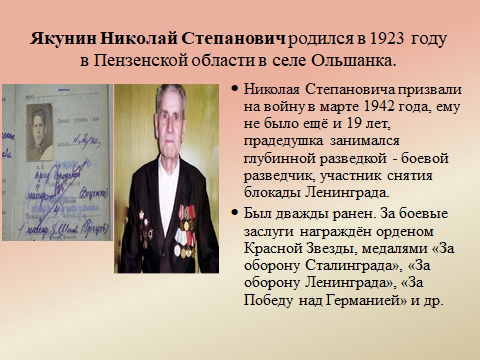 Якунин Николай Степанович родился в 1923 году
в Пензенской области в селе Ольшанка.
• Николая Степановича призвали
на войну в марте 1942 года, ему
не было ещё и 19 лет,
прадедушка занимался
глубинной разведкой - боевой
разведчик, участник снятия
блокады Ленинграда.
• Был дважды ранен. За боевые
заслуги награждён орденом
Красной Звезды, медалями «За
оборону Сталинграда», «За
оборону Ленинграда», «За
Победу над Германией» и др.